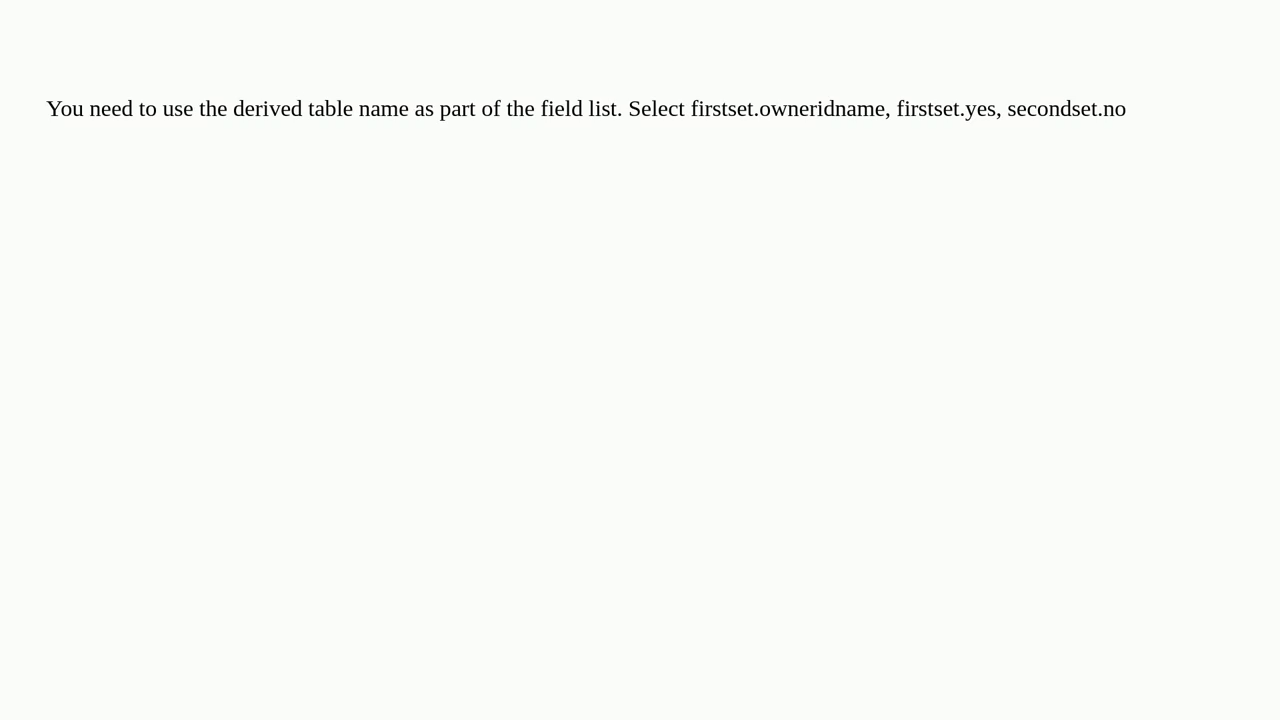 You need to use the derived table name as part of the field list. Select firstset.owneridname, firstset.yes, secondset.no